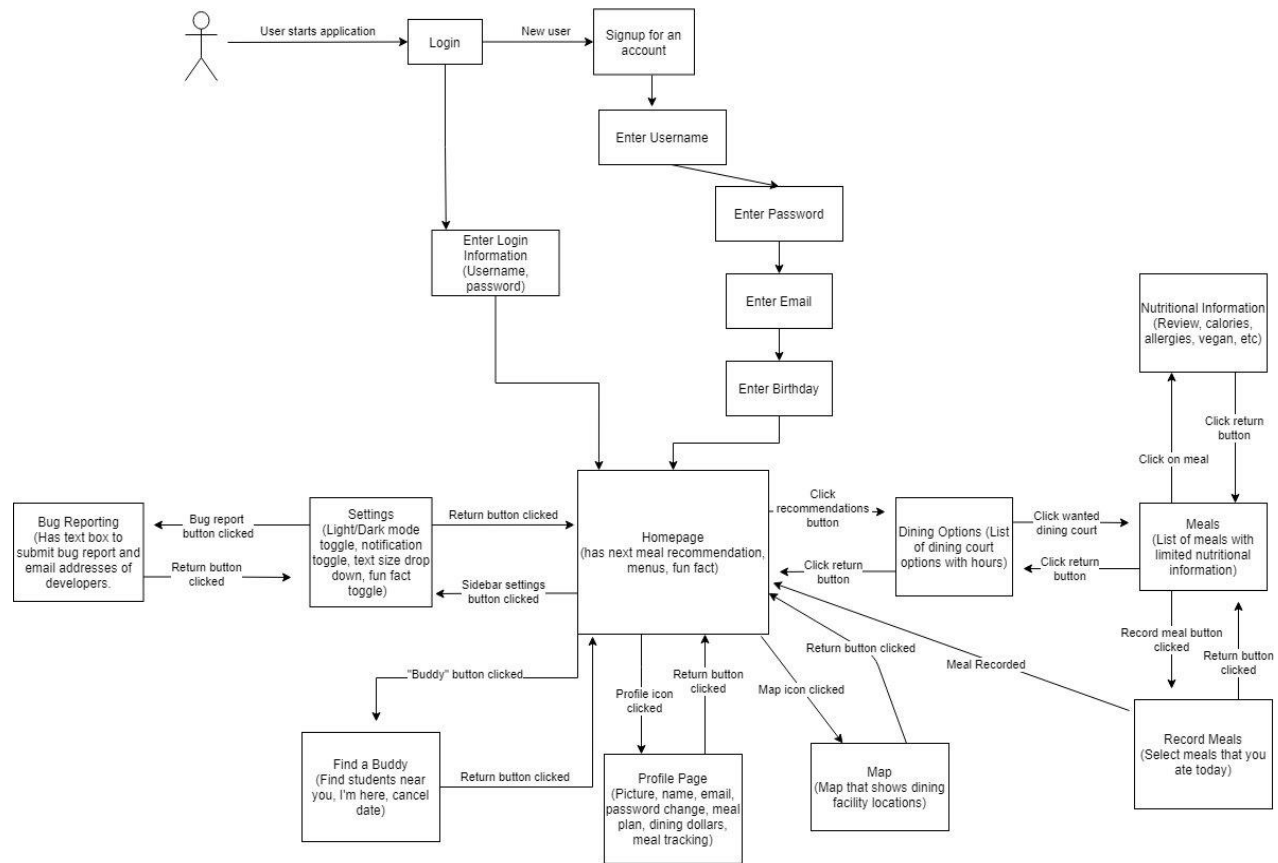 User starts application
Login
New user
Signup for an
account
Enter Username
Enter Password
Enter Login
Information
(Username,
password)
Enter Email
Enter Birthday
Nutritional Information
(Review, calories,
allergies, vegan, etc)
Click return
button
Click on meal
Bug Reporting
(Has text box to
submit bug report and
email addresses of
developers.
Bug report
button clicked
Return button
clicked
Settings
(Light/Dark mode
toggle, notification
toggle, text size drop
down, fun fact
toggle)
Return button clicked
Sidebar settings
button clicked
Homepage
(has next meal recommendation,
menus, fun fact)
Click
recommendations
button
Click return
button
Dining Options (List
of dining court
options with hours)
Click wanted
dining court
Click return
button
Meals
(List of meals with
limited nutritional
information)
"Buddy" button clicked
Profile icon
clicked
Return button
clicked
Map icon clicked
Return button clicked
Meal Recorded
Record meal button
clicked
Return button
clicked
Find a Buddy
(Find students near
you, I'm here, cancel
date)
Return button clicked
Profile Page
(Picture, name, email,
password change, meal
plan, dining dollars,
meal tracking)
Map
(Map that shows dining
facility locations)
Record Meals
(Select meals that you
ate today)